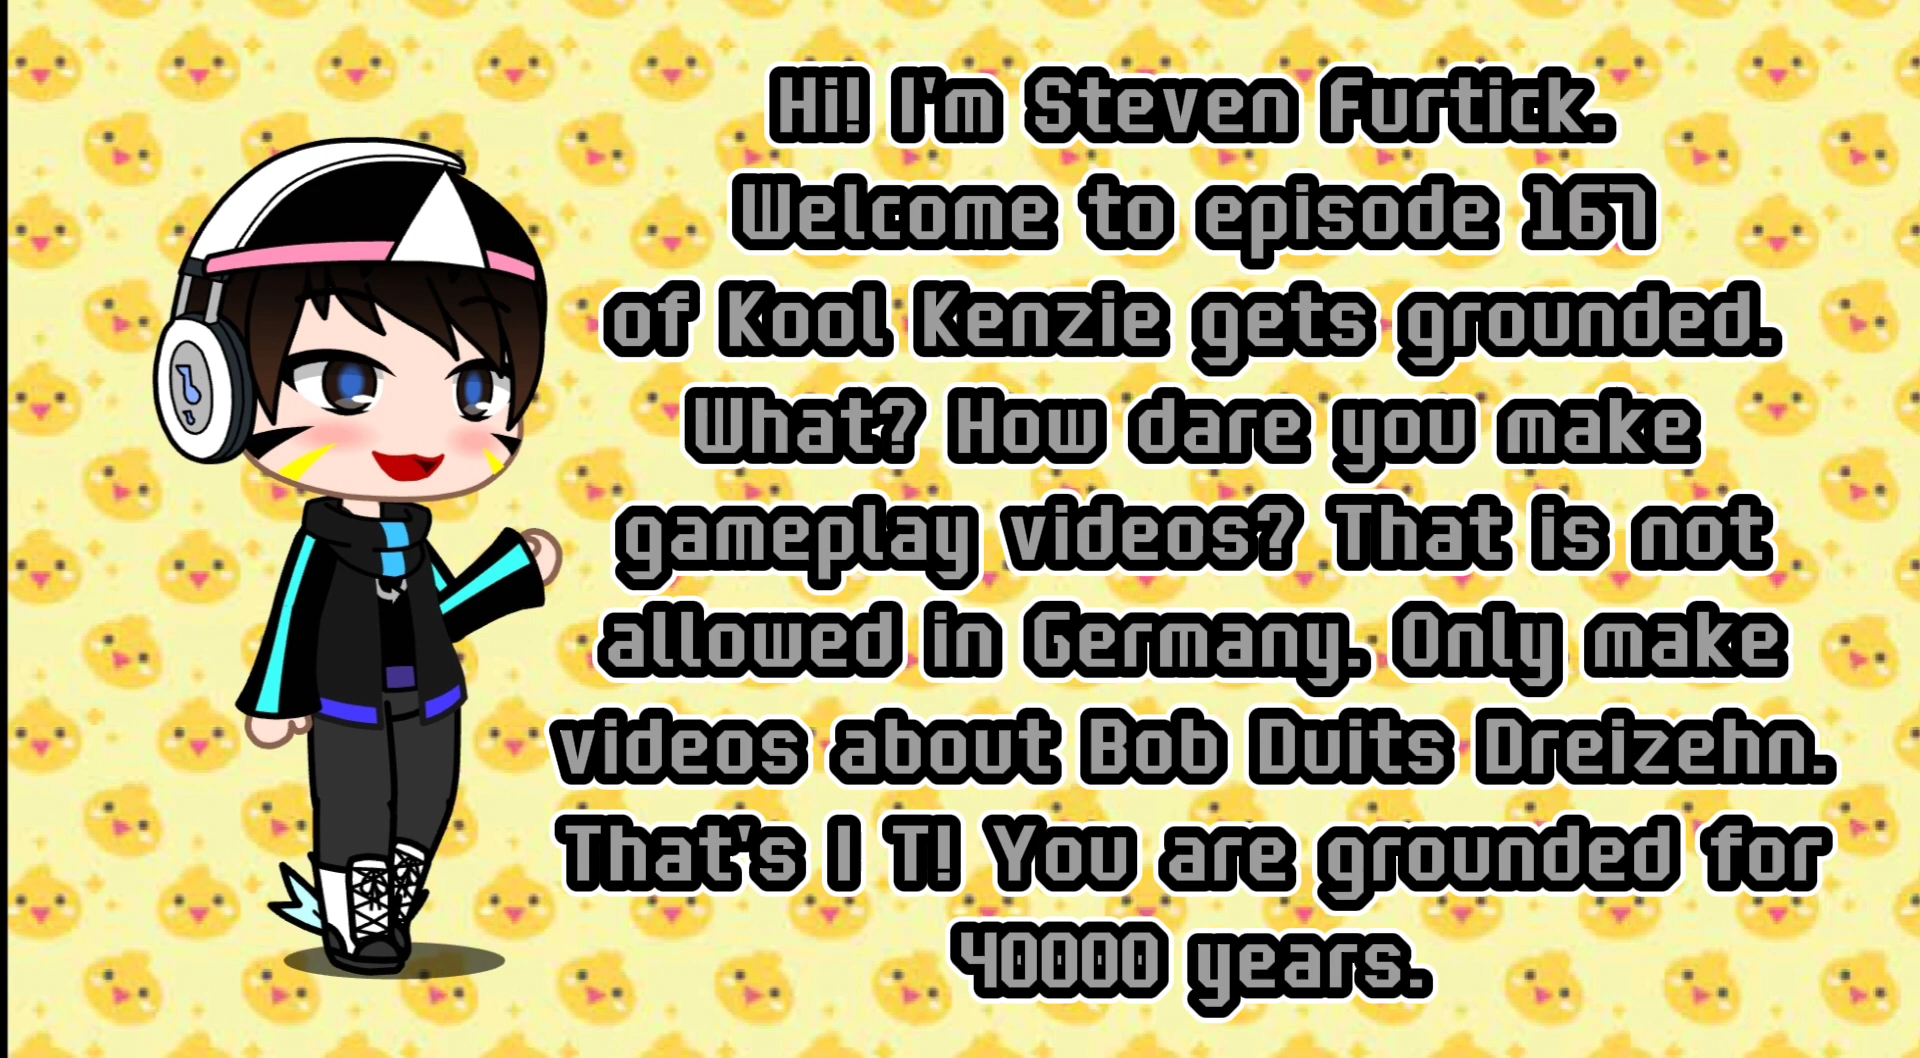 Hi! I'm Steven Furtick.
Welcome to episode 167
of Kool Kenzie gets grounded.
What? How dare you make
gameplay videos? That is not
allowed in Germany. Only make
videos about Bob Duits Dreizehn.
That's I T! You are grounded for
40000 years.